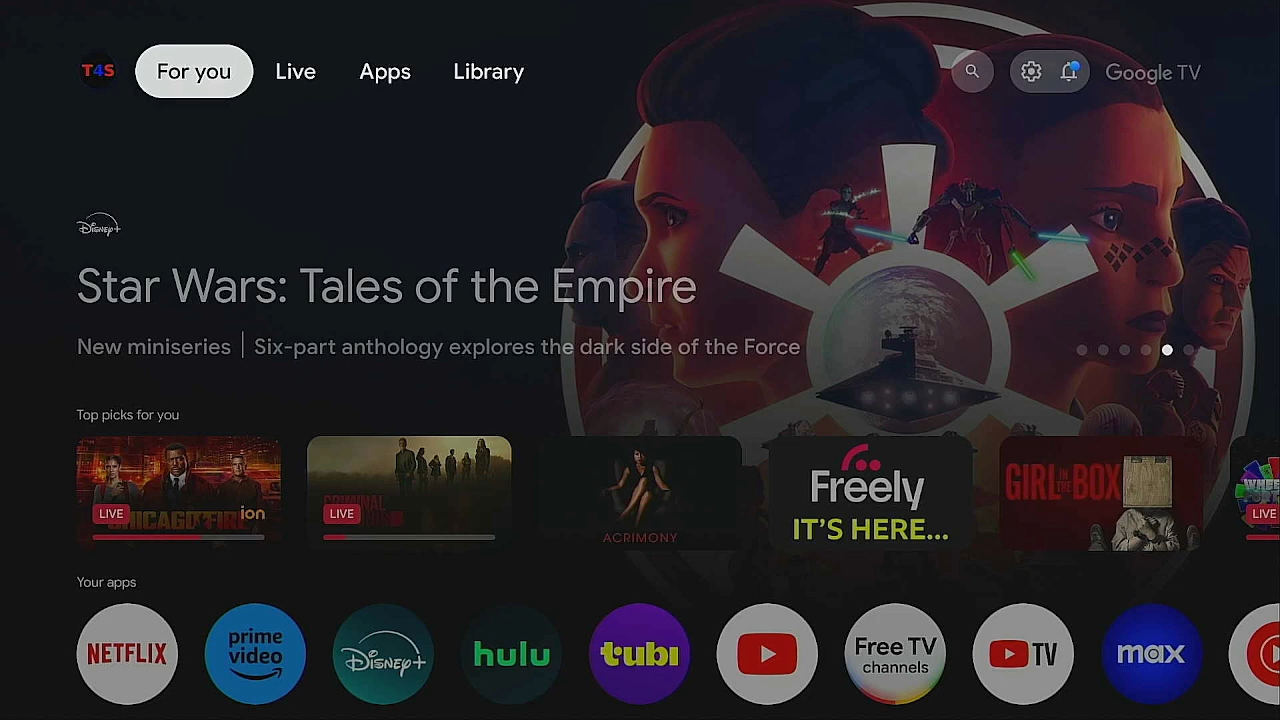 T4S
For you
Live
Apps
Library
Google TV
Disney+
Star Wars: Tales of the Empire
New miniseries | Six-part anthology explores the dark side of the Force
Top picks for you
LIVE
CHICAGO FIRE
ion
LIVE
CRIMINAL
ACRIMONY
Freely
IT'S HERE...
GIRL IN THE BOX
LIVE
Your apps
NETFLIX
prime
video
Disney+
hulu
tubi
Free TV
channels
TV
max